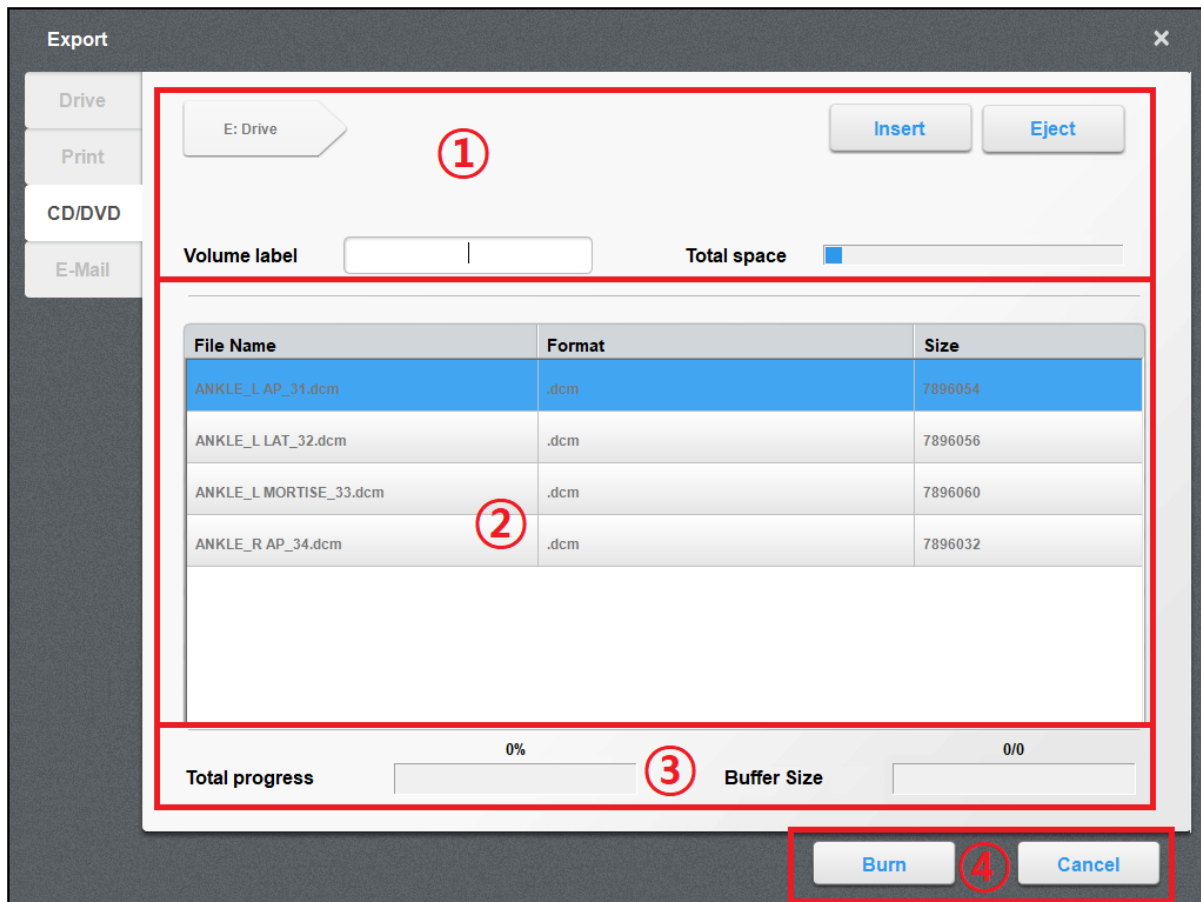 Export
Drive
Print
CD/DVD
E-Mail
E: Drive
①
Insert
Eject
Volume label
Total space
File Name Format Size
ANKLE_L AP_31.dcm .dcm 7896054
ANKLE_L LAT_32.dcm .dcm 7896056
ANKLE_L MORTISE_33.dcm .dcm 7896060
②
ANKLE_R AP_34.dcm .dcm 7896032
0% 0/0
Total progress ③ Buffer Size
Burn ④ Cancel